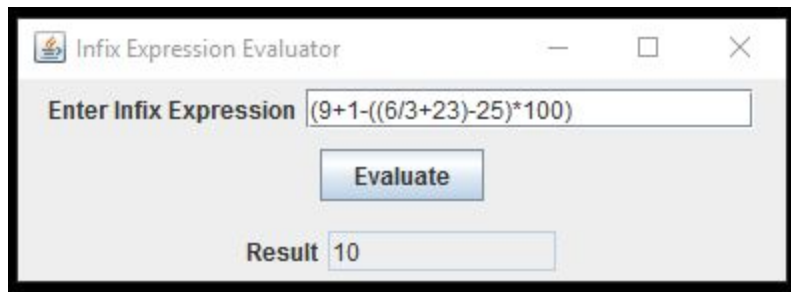 Infix Expression Evaluator
Enter Infix Expression (9+1-((6/3+23)-25)*100)
Evaluate
Result 10